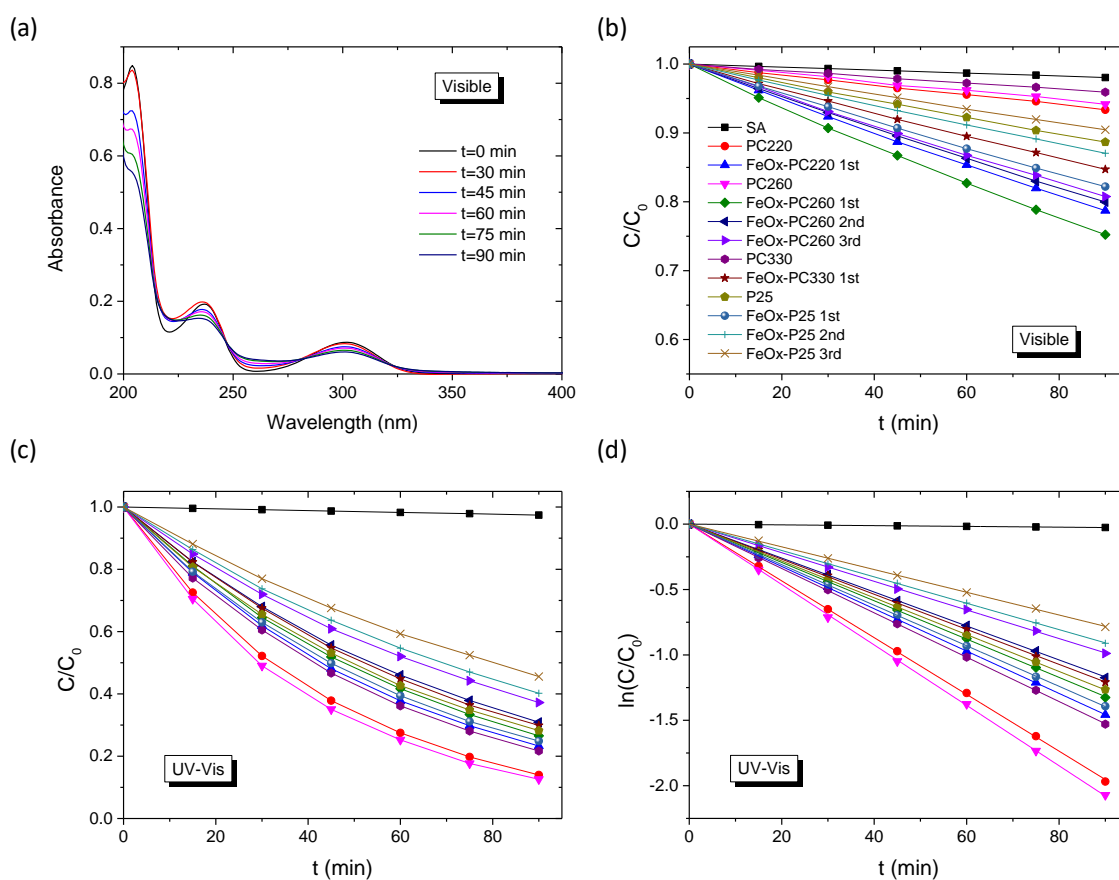 (a)
Absorbance
0.8
0.6
0.4
0.2
0.0
200
250
300
350
400
Wavelength (nm)
Visible
t=0 min
t=30 min
t=45 min
t=60 min
t=75 min
t=90 min
(b)
C/C0
1.0
0.9
0.8
0.7
0.6
0
20
40
60
80
t (min)
SA
PC220
FeOx-PC220 1st
PC260
FeOx-PC260 1st
FeOx-PC260 2nd
FeOx-PC260 3rd
PC330
FeOx-PC330 1st
P25
FeOx-P25 1st
FeOx-P25 2nd
FeOx-P25 3rd
Visible
(c)
C/C0
1.0
0.8
0.6
0.4
0.2
0.0
0
20
40
60
80
t (min)
UV-Vis
(d)
ln(C/C0)
0.0
-0.5
-1.0
-1.5
-2.0
0
20
40
60
80
t (min)
UV-Vis